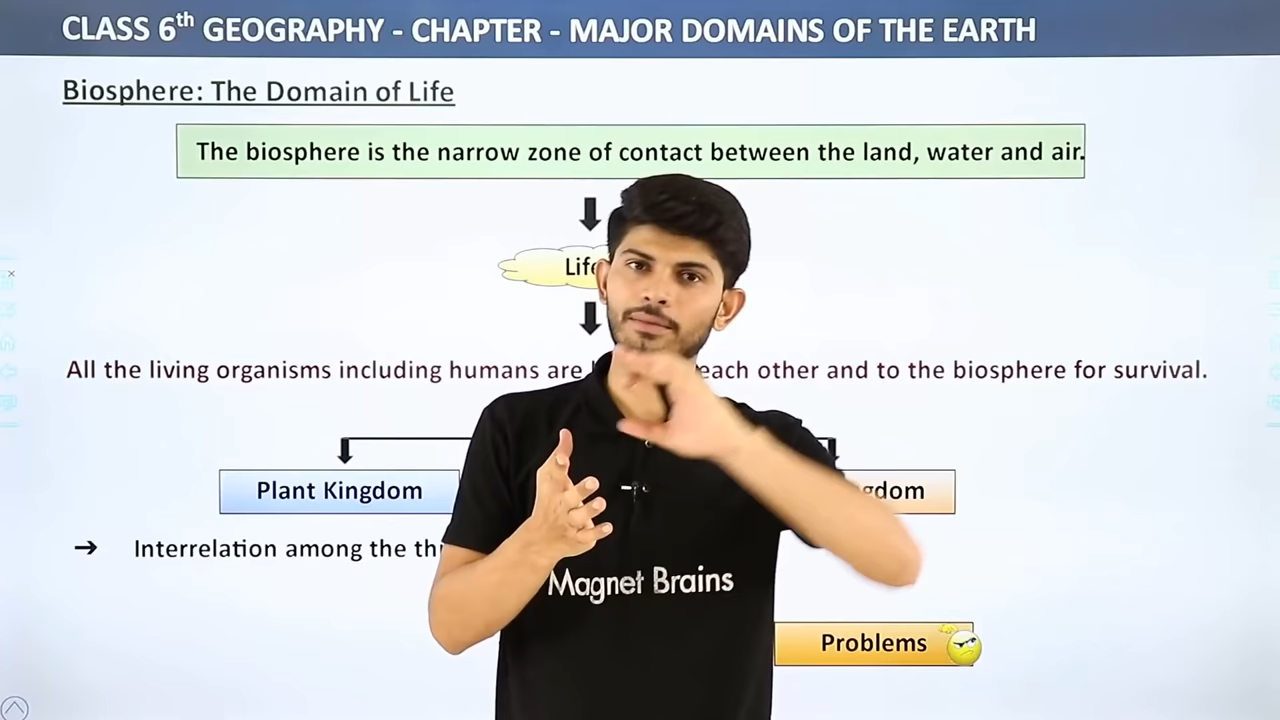 CLASS 6th GEOGRAPHY - CHAPTER - MAJOR DOMAINS OF THE EARTH
Biosphere: The Domain of Life
The biosphere is the narrow zone of contact between the land, water and air.
Life
All the living organisms including humans are each other and to the biosphere for survival.
Plant Kingdom
→ Interrelation among the
Magnet Brains
Problems